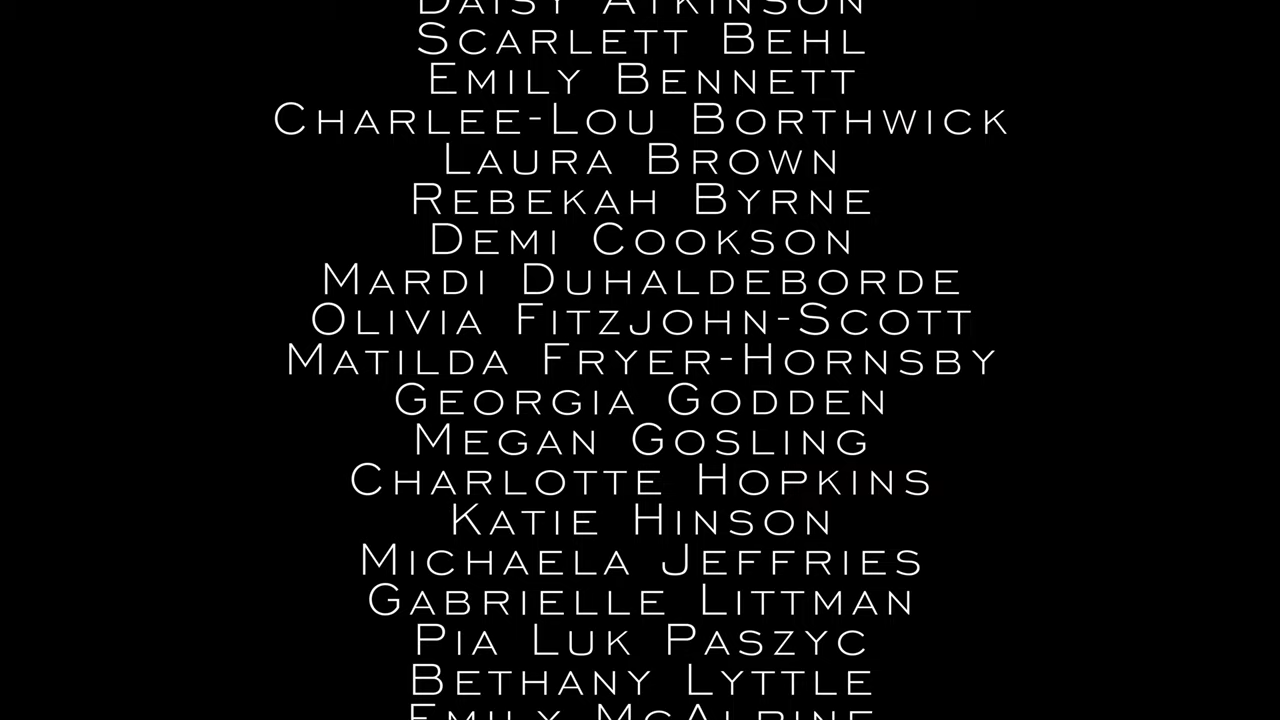 DAISY ATKINSON
SCARLETT BEHL
EMILY BENNETT
CHARLEE-LOU BORTHWICK
LAURA BROWN
REBEKAH BYRNE
DEMI COOKSON
MARDI DUHALDEBORDE
OLIVIA FITZJOHN-SCOTT
MATILDA FRYER-HORNSBY
GEORGIA GODDEN
MEGAN GOSLING
CHARLOTTE HOPKINS
KATIE HINSON
MICHAELA JEFFRIES
GABRIELLE LITTMAN
PIA LUK PASZYC
BETHANY LYTTLE
EMILY MCALPINE